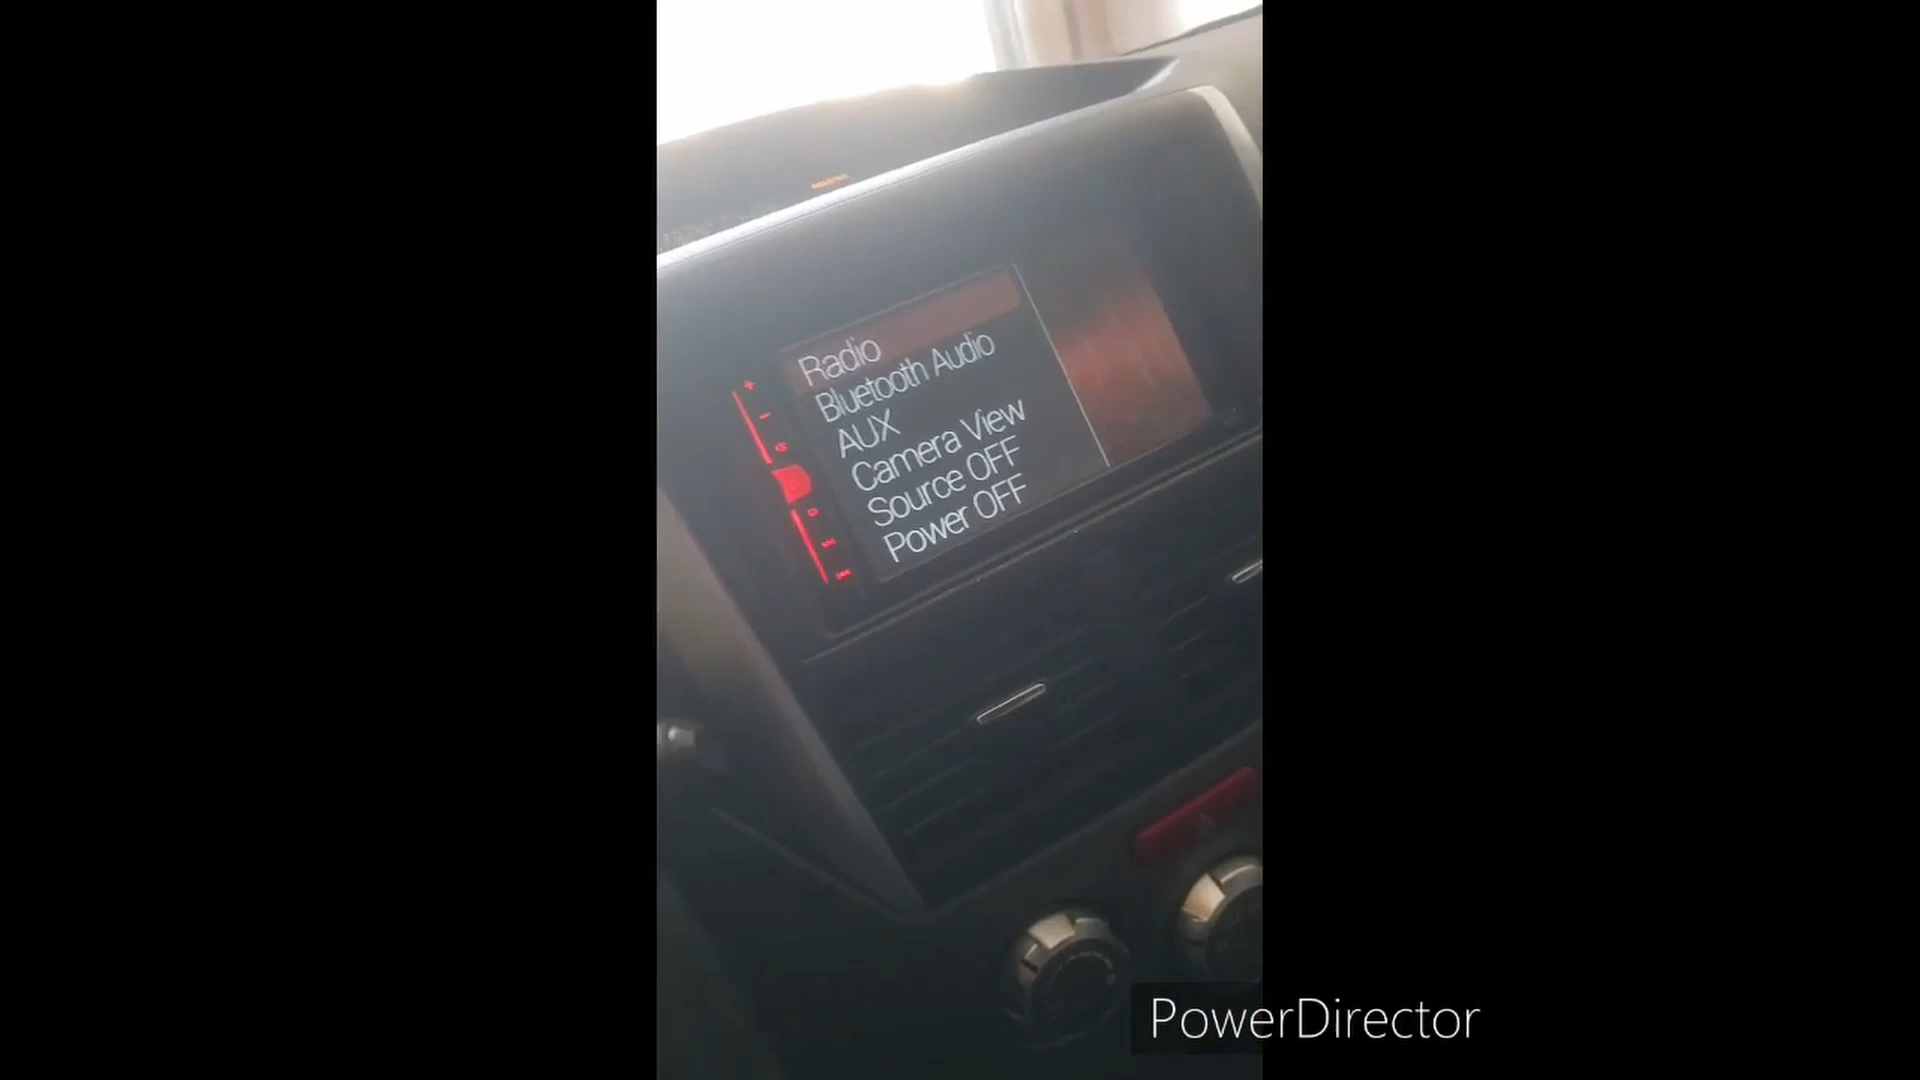 Radio
Bluetooth Audio
AUX
Camera View
Source OFF
Power OFF
PowerDirector